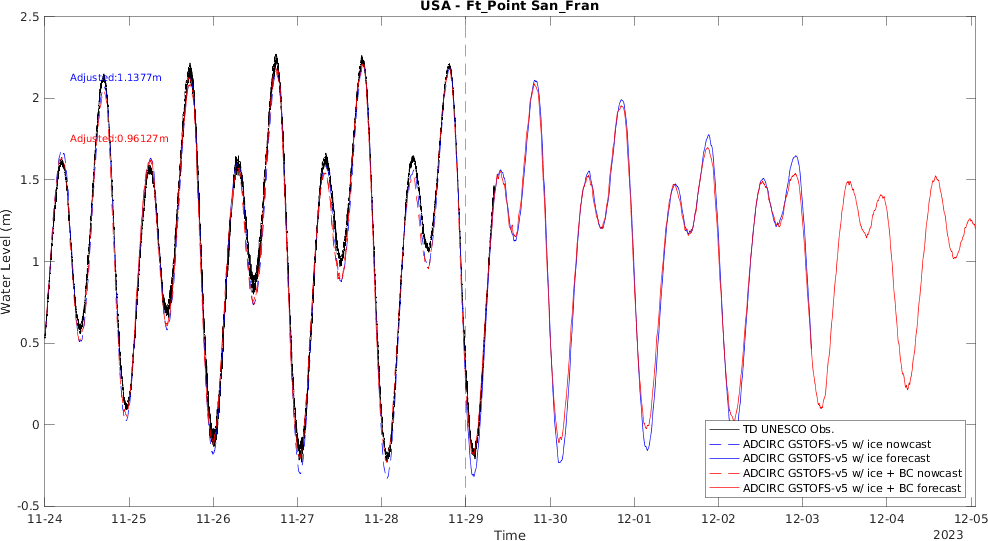 USA - Ft_Point San_Fran
2.5
2
1.5
1
0.5
0
-0.5
Water Level (m)
Adjusted:1.1377m
Adjusted:0.96127m
TD UNESCO Obs.
ADCIRC GSTOFS-v5 w/ ice nowcast
ADCIRC GSTOFS-v5 w/ ice forecast
ADCIRC GSTOFS-v5 w/ ice + BC nowcast
ADCIRC GSTOFS-v5 w/ ice + BC forecast
11-24 11-25 11-26 11-27 11-28 11-29 11-30 12-01 12-02 12-03 12-04 12-05
Time
2023